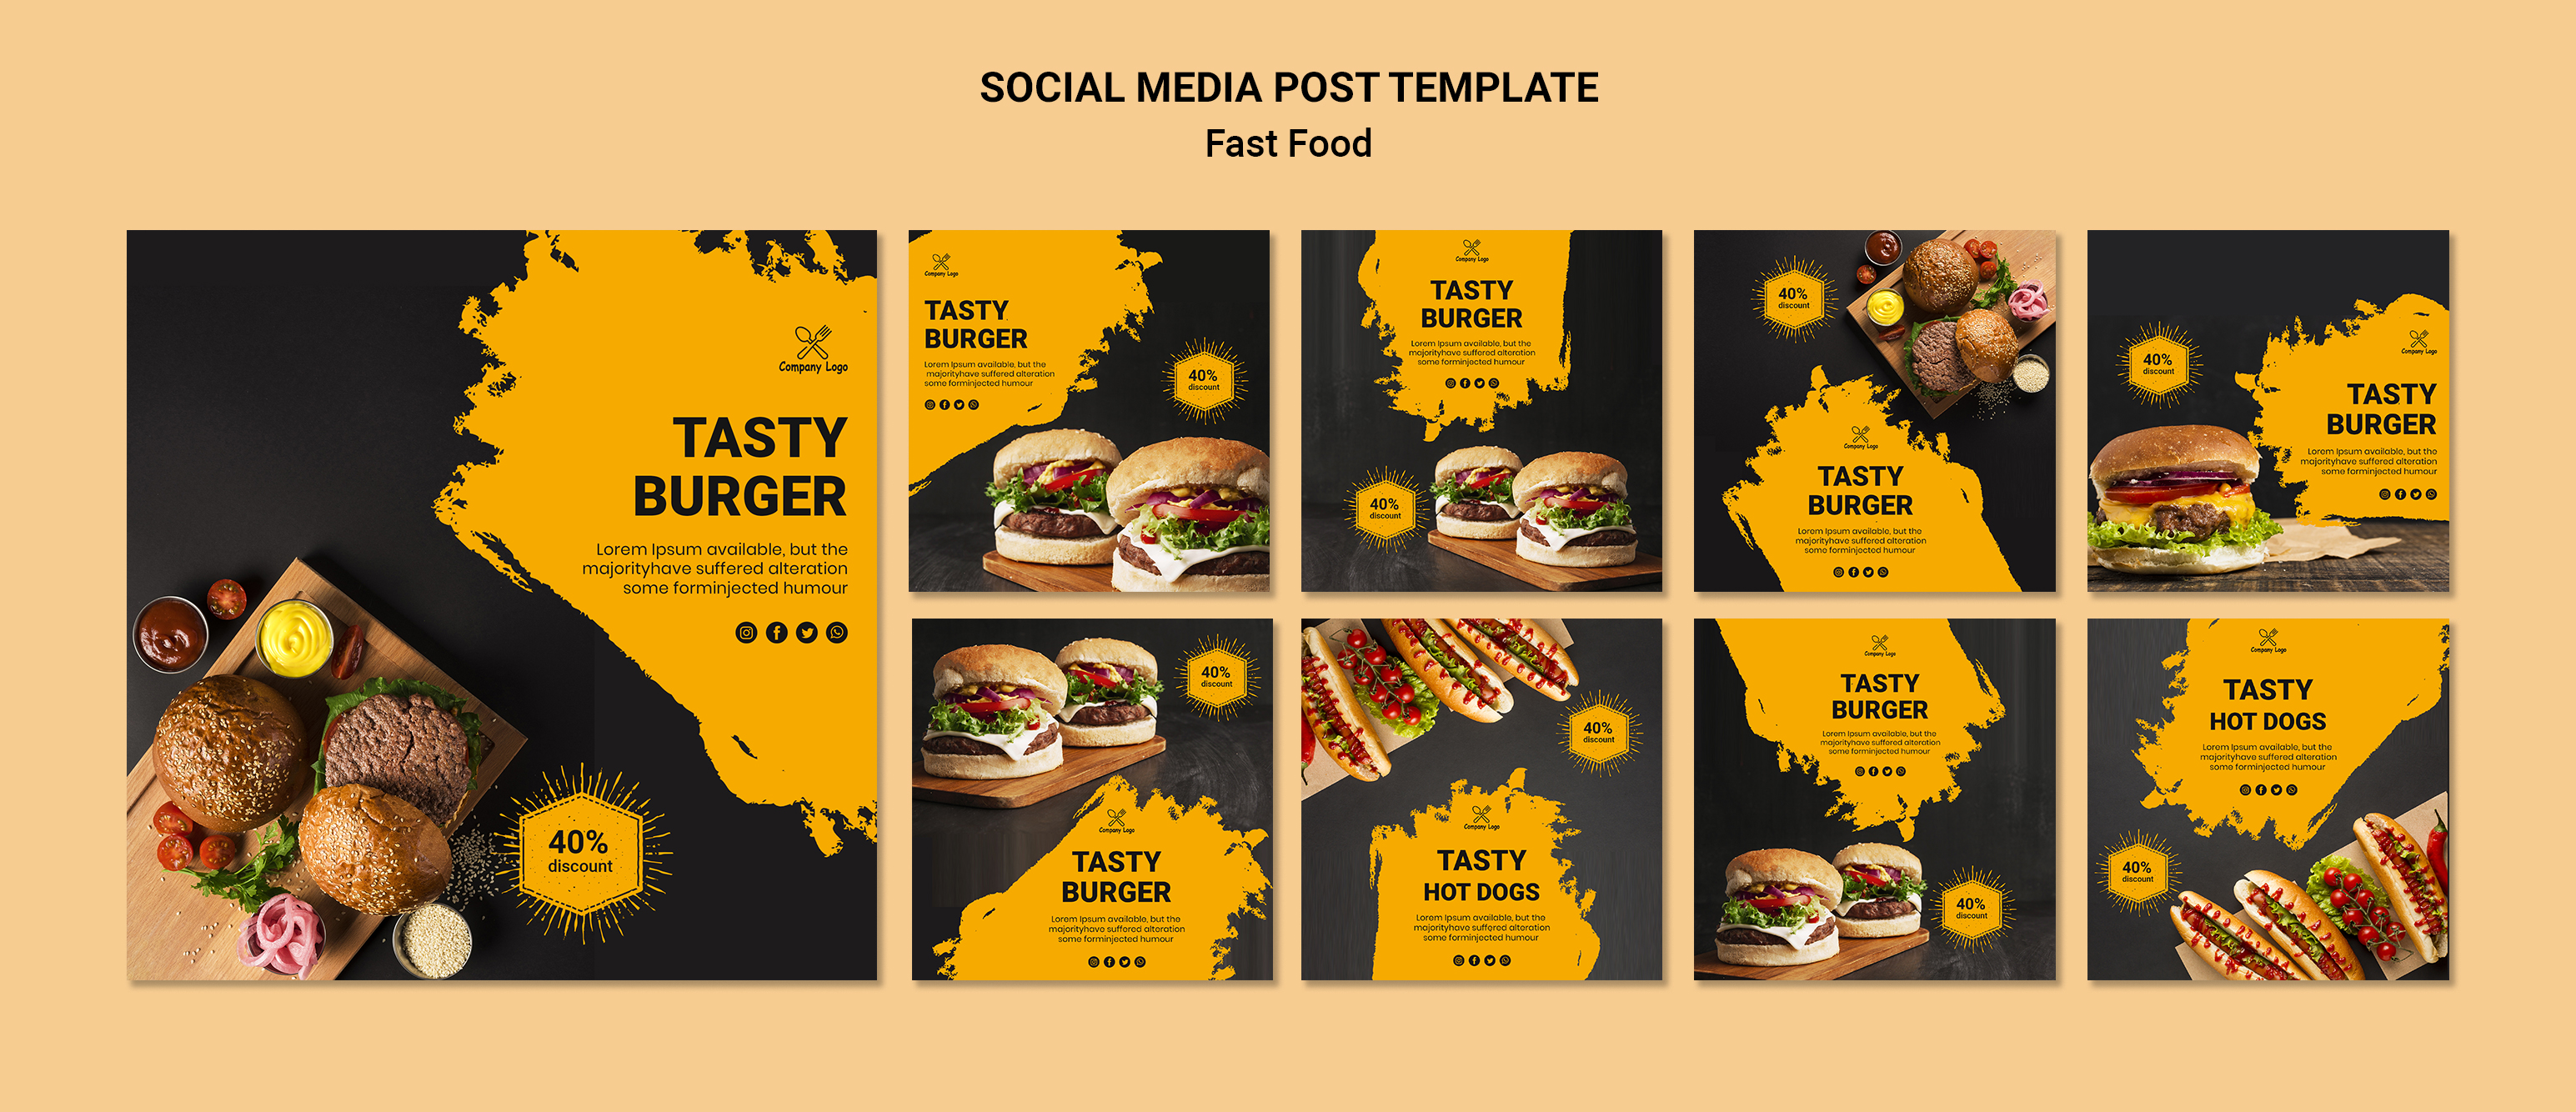 SOCIAL MEDIA POST TEMPLATE
Fast Food
Company Logo
TASTY
BURGER
Lorem Ipsum available, but the
majorityhave suffered alteration
some forminjected humour
40%
discount
Company Logo
TASTY
BURGER
Lorem Ipsum available, but the
majorityhave suffered alteration
some forminjected humour
40%
discount
Company Logo
TASTY
BURGER
Lorem Ipsum available, but the
majorityhave suffered alteration
some forminjected humour
40%
discount
40%
discount
Company Logo
TASTY
BURGER
Lorem Ipsum available, but the
majorityhave suffered alteration
some forminjected humour
40%
discount
Company Logo
TASTY
BURGER
Lorem Ipsum available, but the
majorityhave suffered alteration
some forminjected humour
40%
discount
Company Logo
TASTY
BURGER
Lorem Ipsum available, but the
majorityhave suffered alteration
some forminjected humour
40%
discount
Company Logo
TASTY
HOT DOGS
Lorem Ipsum available, but the
majorityhave suffered alteration
some forminjected humour
Company Logo
TASTY
BURGER
Lorem Ipsum available, but the
majorityhave suffered alteration
some forminjected humour
40%
discount
Company Logo
TASTY
HOT DOGS
Lorem Ipsum available, but the
majorityhave suffered alteration
some forminjected humour
40%
discount